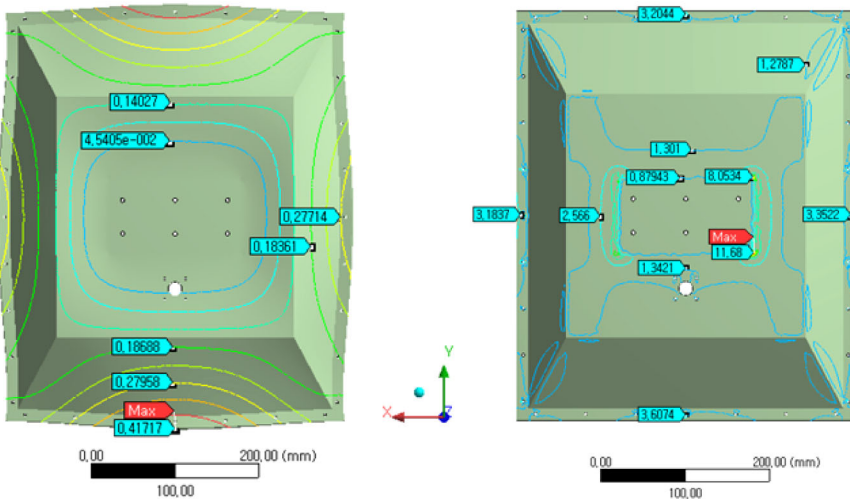 0,14027
4,5405e-002
0,27714
0,18361
0,18688
0,27958
Max
0,41717
0,00
200,00 (mm)
100,00
Y
X
Z
3,2044
1,2787
1,301
0,87943
8,0534
3,1837
2,566
3,3522
Max
11,68
1,3421
3,6074
0,00
200,00 (mm)
100,00